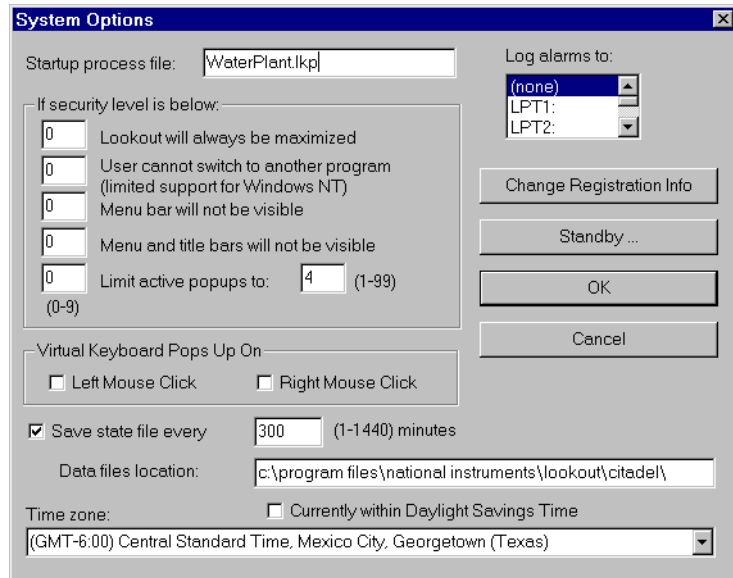 System Options
Startup process file: WaterPlant.lkp
Log alarms to:
(none)
LPT1:
LPT2:
If security level is below:
0 Lookout will always be maximized
0 User cannot switch to another program
(limited support for Windows NT)
0 Menu bar will not be visible
0 Menu and title bars will not be visible
0 Limit active popups to: 4 (1-99)
(0-9)
Change Registration Info
Standby ...
OK
Cancel
Virtual Keyboard Pops Up On
Left Mouse Click Right Mouse Click
Save state file every 300 (1-1440) minutes
Data files location: c:\program files\national instruments\lookout\citadel\
Time zone: Currently within Daylight Savings Time
(GMT-6:00) Central Standard Time, Mexico City, Georgetown (Texas)